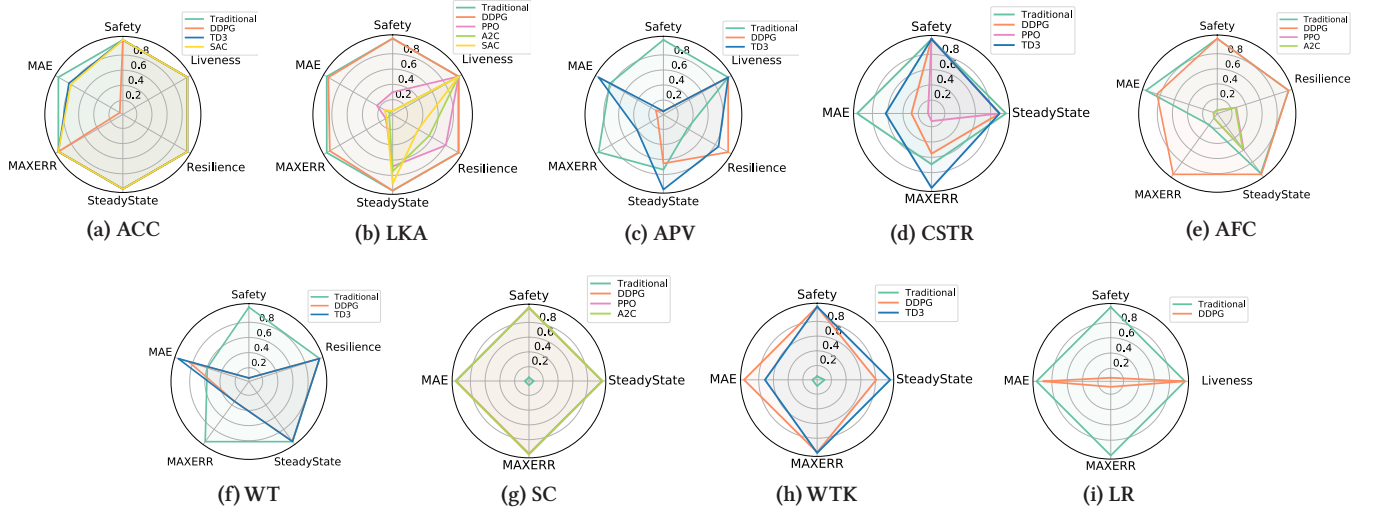 Safety
Traditional
DDPG
TD3
SAC
0.8
0.6
0.4
0.2
MAE
Liveness
MAXERR
Resilience
SteadyState
(a) ACC
Safety
Traditional
DDPG
PPO
A2C
SAC
0.8
0.6
0.4
0.2
MAE
Liveness
MAXERR
Resilience
SteadyState
(b) LKA
Safety
Traditional
DDPG
TD3
0.8
0.6
0.4
0.2
MAE
Liveness
MAXERR
Resilience
SteadyState
(c) APV
Safety
Traditional
DDPG
PPO
TD3
0.8
0.6
0.4
0.2
MAE
SteadyState
MAXERR
(d) CSTR
Safety
Traditional
DDPG
PPO
A2C
0.8
0.6
0.4
0.2
MAE
Resilience
MAXERR
SteadyState
(e) AFC
Safety
Traditional
DDPG
TD3
0.8
0.6
0.4
0.2
MAE
Resilience
MAXERR
SteadyState
(f) WT
Safety
Traditional
DDPG
PPO
A2C
0.8
0.6
0.4
0.2
MAE
SteadyState
MAXERR
(g) SC
Safety
Traditional
DDPG
TD3
0.8
0.6
0.4
0.2
MAE
SteadyState
MAXERR
(h) WTK
Safety
Traditional
DDPG
0.8
0.6
0.4
0.2
MAE
Liveness
MAXERR
(i) LR